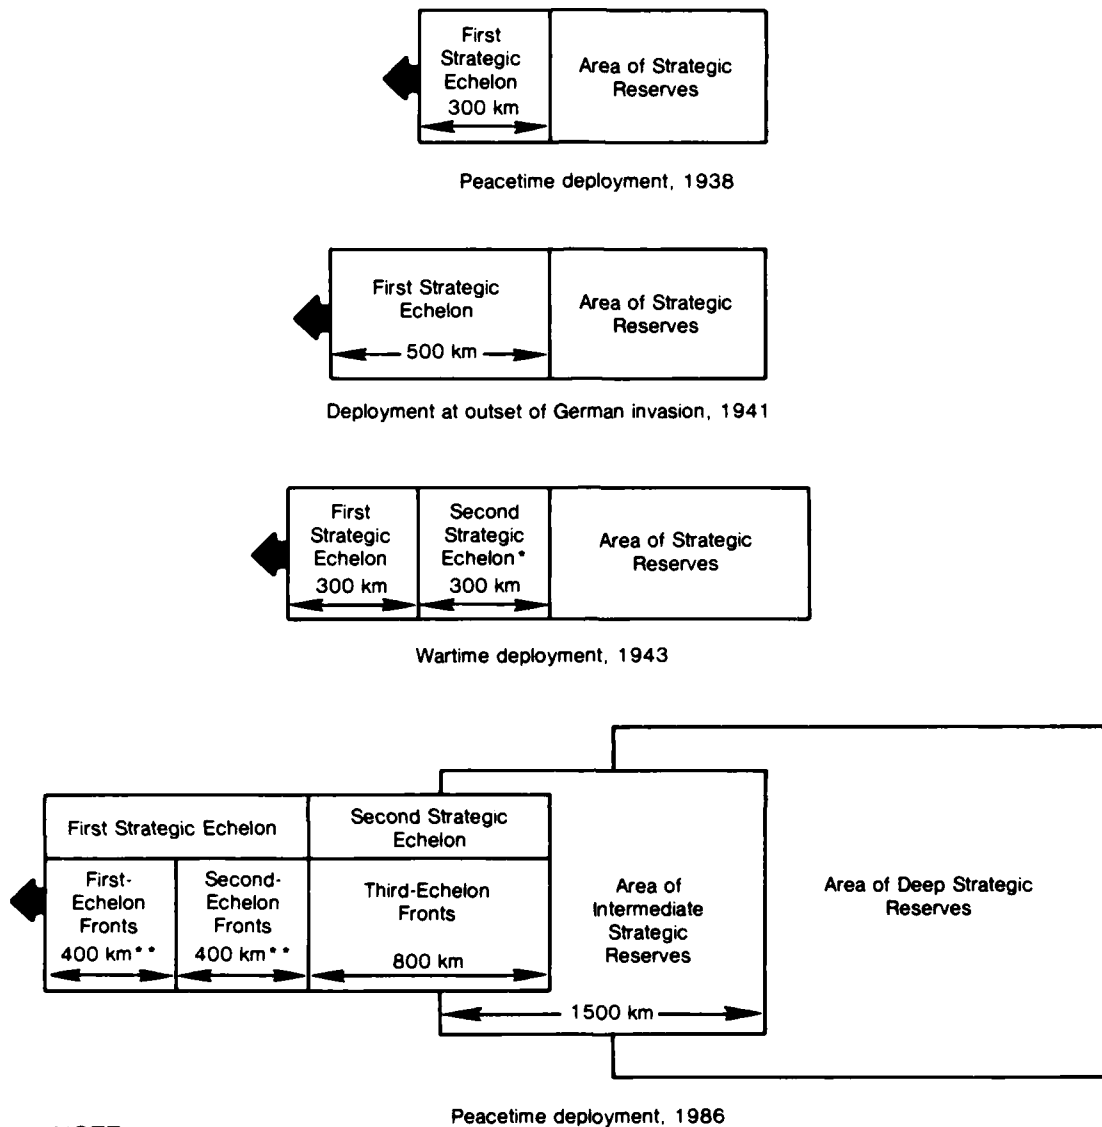 First
Strategic
Echelon
300 km
Area of Strategic
Reserves
Peacetime deployment, 1938
First Strategic
Echelon
500 km
Area of Strategic
Reserves
Deployment at outset of German invasion, 1941
First
Strategic
Echelon
300 km
Second
Strategic
Echelon*
300 km
Area of Strategic
Reserves
Wartime deployment, 1943
First Strategic Echelon
Second Strategic
Echelon
First-
Echelon
Fronts
400 km**
Second-
Echelon
Fronts
400 km**
Third-Echelon
Fronts
800 km
Area of
Intermediate
Strategic
Reserves
1500 km
Area of Deep Strategic
Reserves
Peacetime deployment, 1986